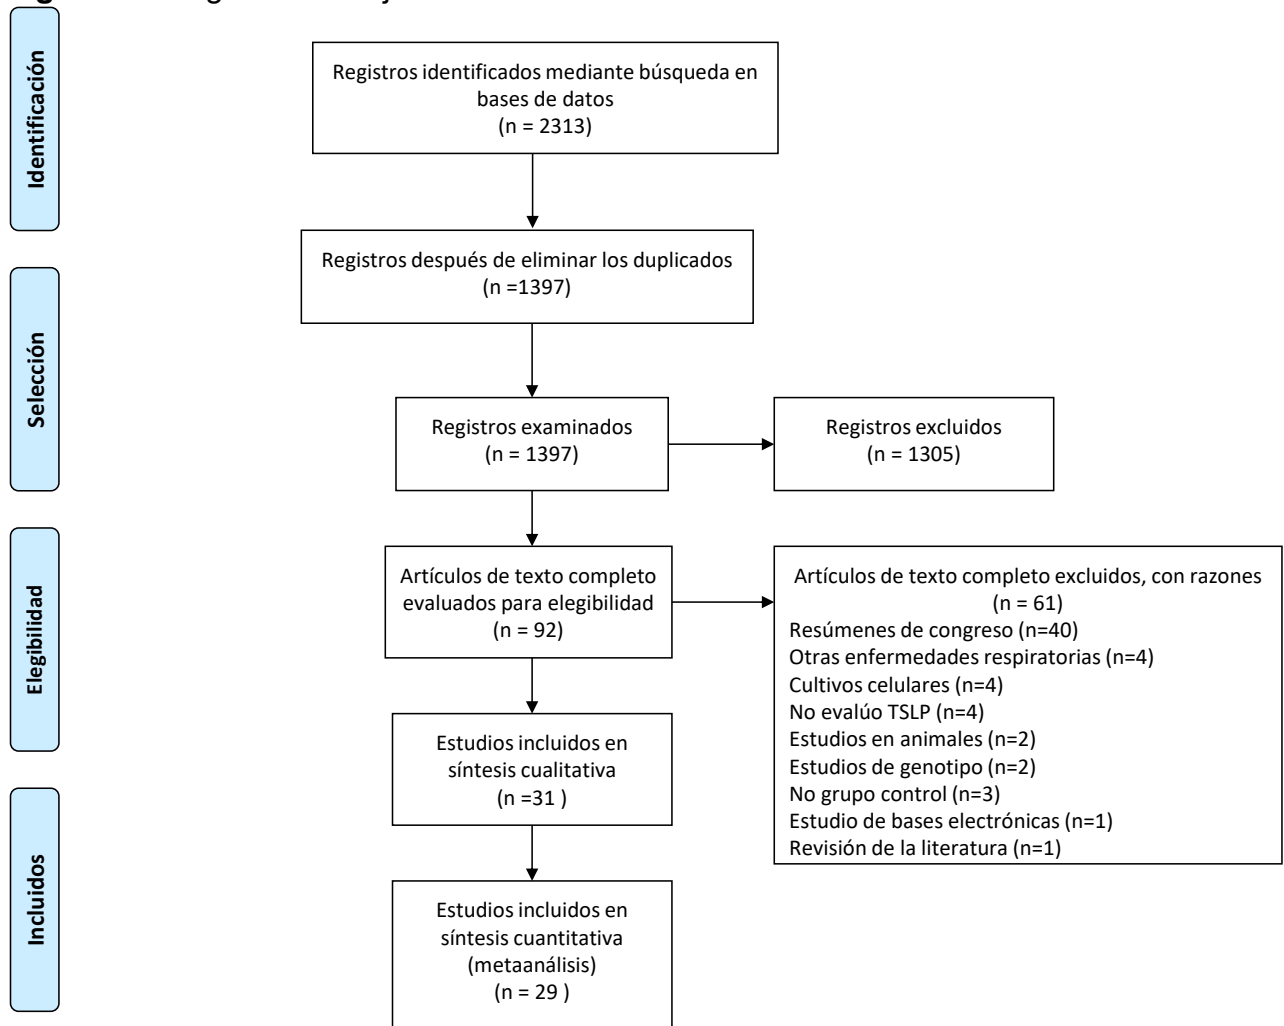 Identificación
Registros identificados mediante búsqueda en
bases de datos
(n = 2313)
Registros después de eliminar los duplicados
(n =1397)
Selección
Registros examinados
(n = 1397)
Registros excluidos
(n = 1305)
Elegibilidad
Artículos de texto completo
evaluados para elegibilidad
(n = 92)
Artículos de texto completo excluidos, con razones
(n = 61)
Resúmenes de congreso (n=40)
Otras enfermedades respiratorias (n=4)
Cultivos celulares (n=4)
No evalúo TSLP (n=4)
Estudios en animales (n=2)
Estudios de genotipo (n=2)
No grupo control (n=3)
Estudio de bases electrónicas (n=1)
Revisión de la literatura (n=1)
Estudios incluidos en
síntesis cualitativa
(n =31 )
Incluidos
Estudios incluidos en
síntesis cuantitativa
(metaanálisis)
(n = 29 )